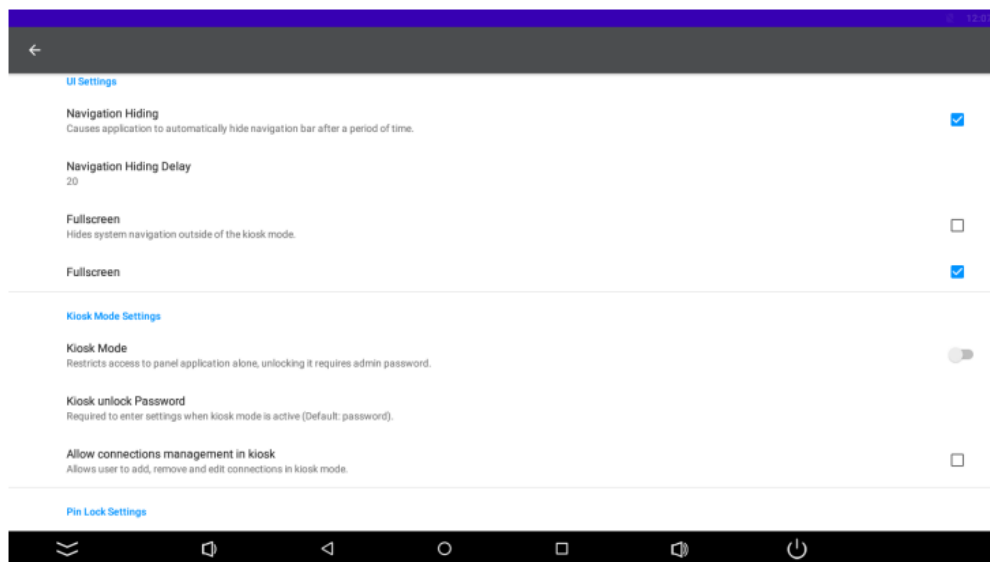 UI Settings
Navigation Hiding
Causes application to automatically hide navigation bar after a period of time.
Navigation Hiding Delay
20
Fullscreen
Hides system navigation outside of the kiosk mode.
Fullscreen
Kiosk Mode Settings
Kiosk Mode
Restricts access to panel application alone, unlocking it requires admin password.
Kiosk unlock Password
Required to enter settings when kiosk mode is active (Default: password).
Allow connections management in kiosk
Allows user to add, remove and edit connections in kiosk mode.
Pin Lock Settings